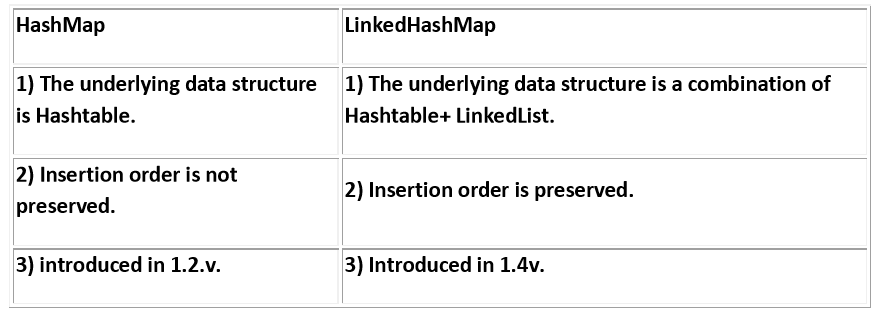 HashMap
LinkedHashMap
1) The underlying data structure
is Hashtable.
1) The underlying data structure is a combination of
Hashtable+ LinkedList.
2) Insertion order is not
preserved.
2) Insertion order is preserved.
3) introduced in 1.2.v.
3) Introduced in 1.4v.